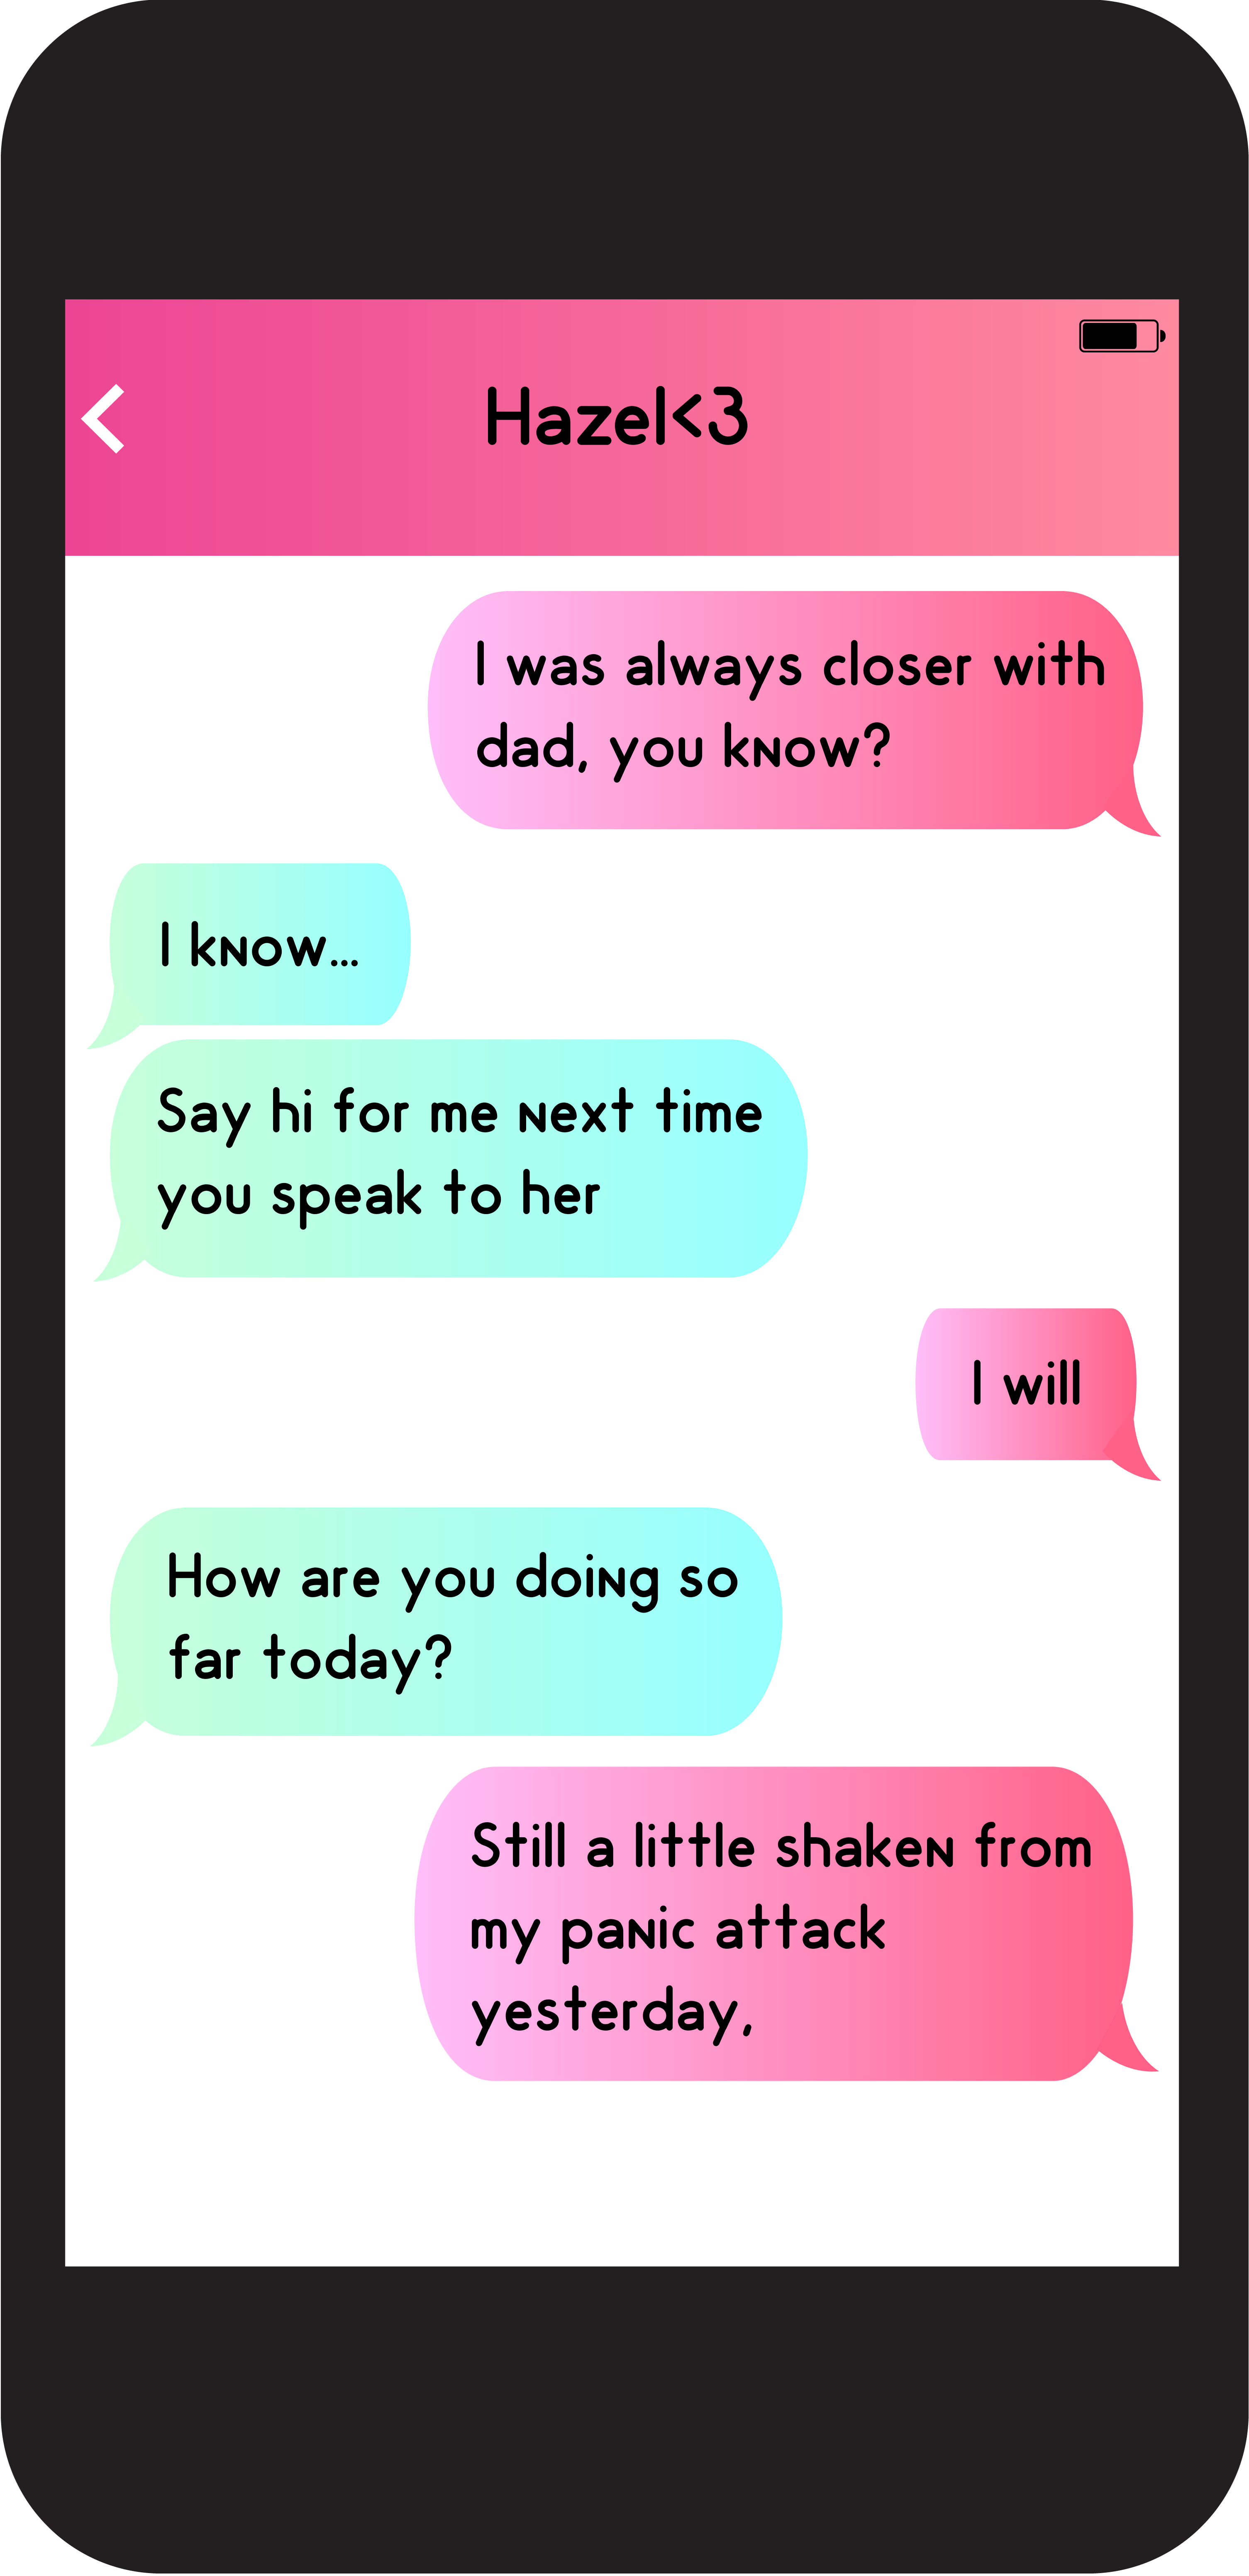 Hazel<3
I was always closer with
dad, you know?
I know...
Say hi for me next time
you speak to her
I will
How are you doing so
far today?
Still a little shaken from
my panic attack
yesterday,